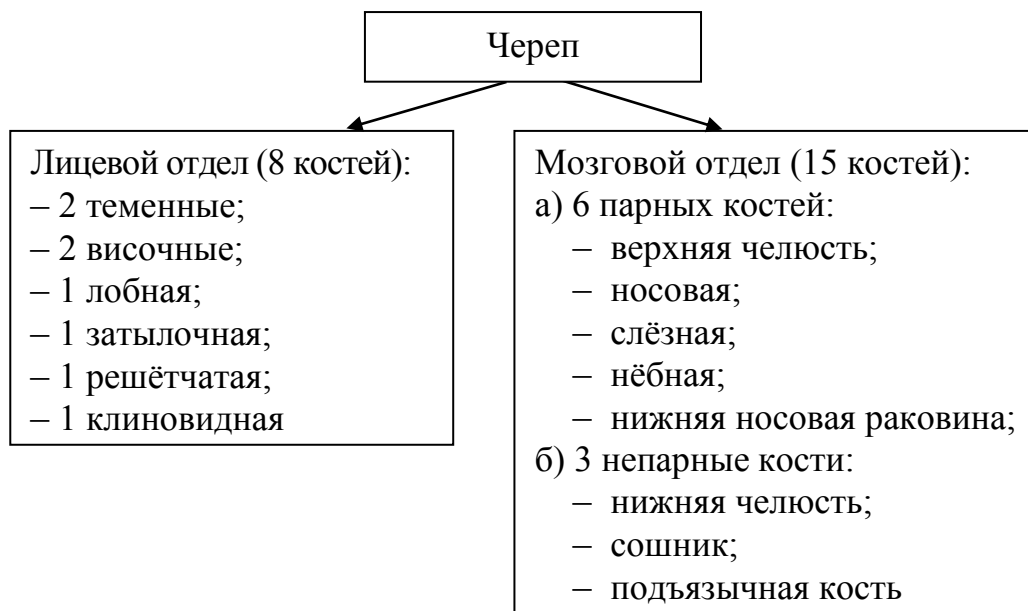 Череп
Лицевой отдел (8 костей):
– 2 теменные;
– 2 височные;
– 1 лобная;
– 1 затылочная;
– 1 решётчатая;
– 1 клиновидная
Мозговой отдел (15 костей):
а) 6 парных костей:
– верхняя челюсть;
– носовая;
– слёзная;
– нёбная;
– нижняя носовая раковина;
б) 3 непарные кости:
– нижняя челюсть;
– сошник;
– подъязычная кость